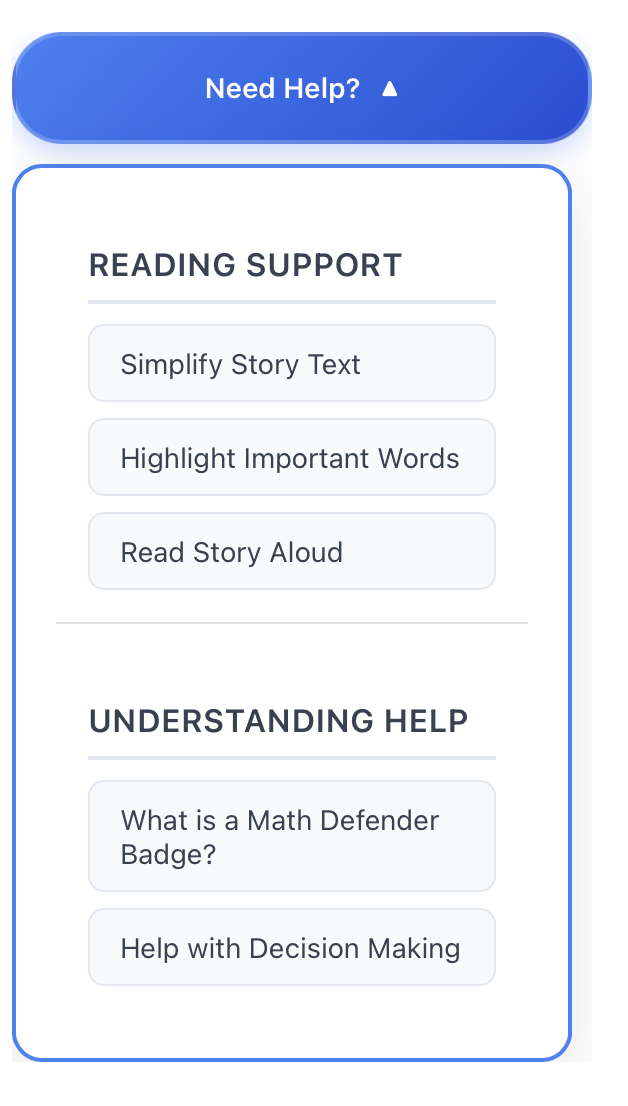 Need Help? ▲
READING SUPPORT
Simplify Story Text
Highlight Important Words
Read Story Aloud
UNDERSTANDING HELP
What is a Math Defender
Badge?
Help with Decision Making